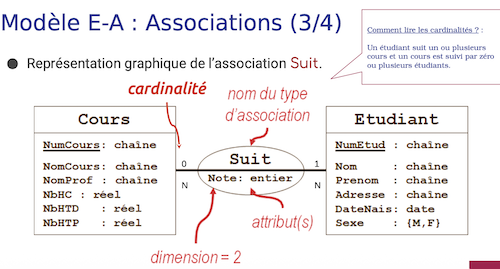 Modèle E-A : Associations (3/4)
Comment lire les cardinalités ? :
Un étudiant suit un ou plusieurs
cours et un cours est suivi par zéro
ou plusieurs étudiants.
● Représentation graphique de l'association Suit.
cardinalité
nom du type
d'association
Cours
NumCours: chaîne
NomCours: chaîne
NomProf : chaîne
NbHC : réel
NbHTD : réel
NbHTP : réel
0
N
Suit
Note: entier
1
N
Etudiant
NumEtud : chaîne
Nom : chaîne
Prenom : chaîne
Adresse : chaîne
DateNais: date
Sexe : {M,F}
attribut(s)
dimension = 2